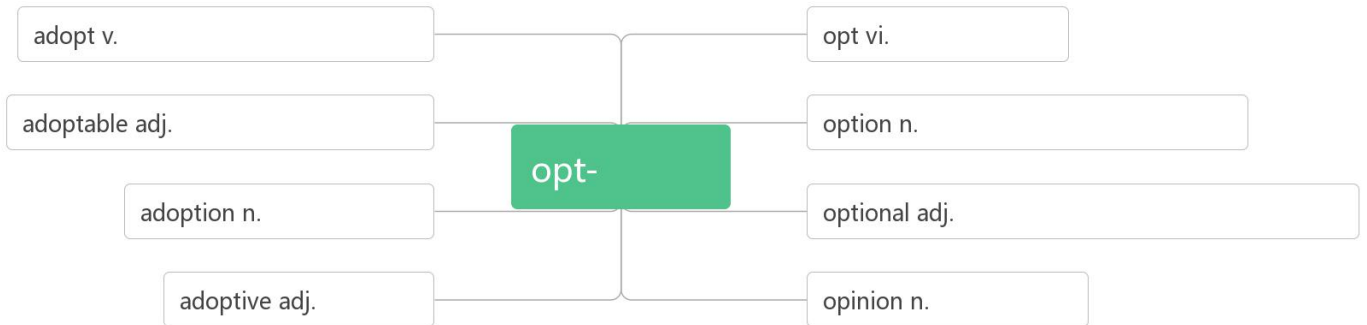 adopt v.
adoptable adj.
adoption n.
adoptive adj.
opt-
opt vi.
option n.
optional adj.
opinion n.